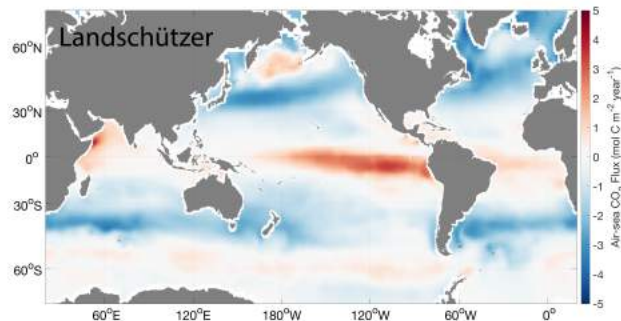 Landschützer
60°N
30°N
0°
30°S
60°S
60°E
120°E
180°W
120°W
60°W
0°
5
4
3
2
1
0
-1
-2
-3
-4
-5
Air-sea CO₂ Flux (mol C m⁻² year⁻¹)